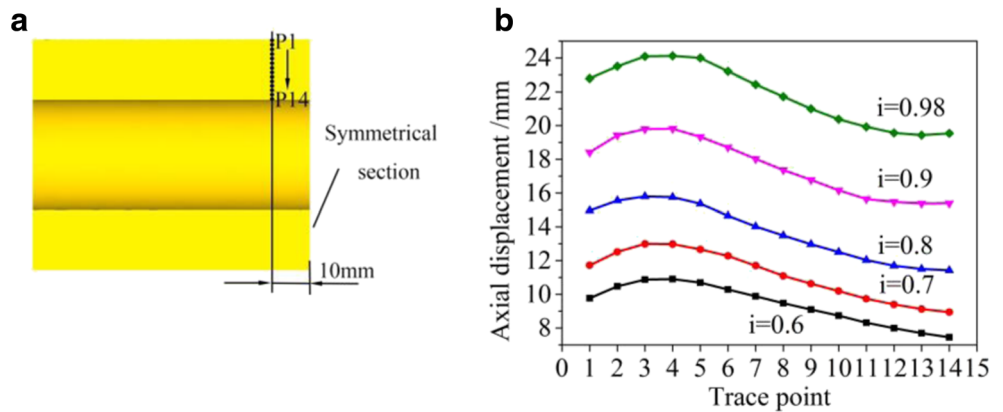 a
P1
P14
Symmetrical
section
10mm
b
Axial displacement /mm
24
22
20
18
16
14
12
10
8
i=0.98
i=0.9
i=0.8
i=0.7
i=0.6
0 1 2 3 4 5 6 7 8 9 10 11 12 13 14 15
Trace point